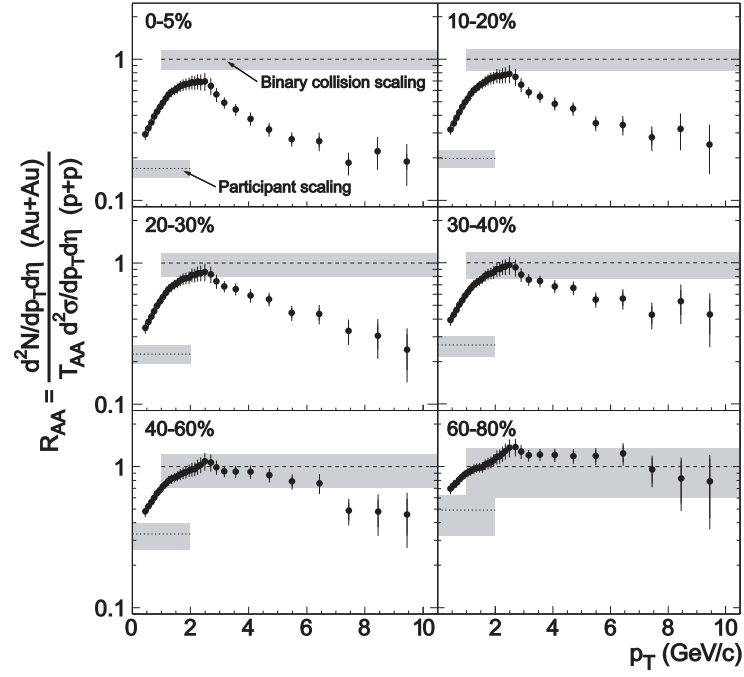 0-5%
10-20%
1
Binary collision scaling
Participant scaling
0.1
20-30%
30-40%
1
0.1
40-60%
60-80%
1
0.1
0 2 4 6 8 10
2 4 6 8 10
p_T (GeV/c)
R_AA = d²N/dp_T dη (Au+Au)
T_AA d²σ/dp_T dη (p+p)